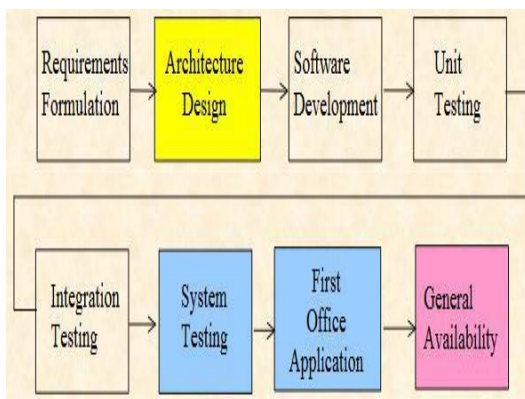 Requirements
Formulation
Architecture
Design
Software
Development
Unit
Testing
Integration
Testing
System
Testing
First
Office
Application
General
Availability